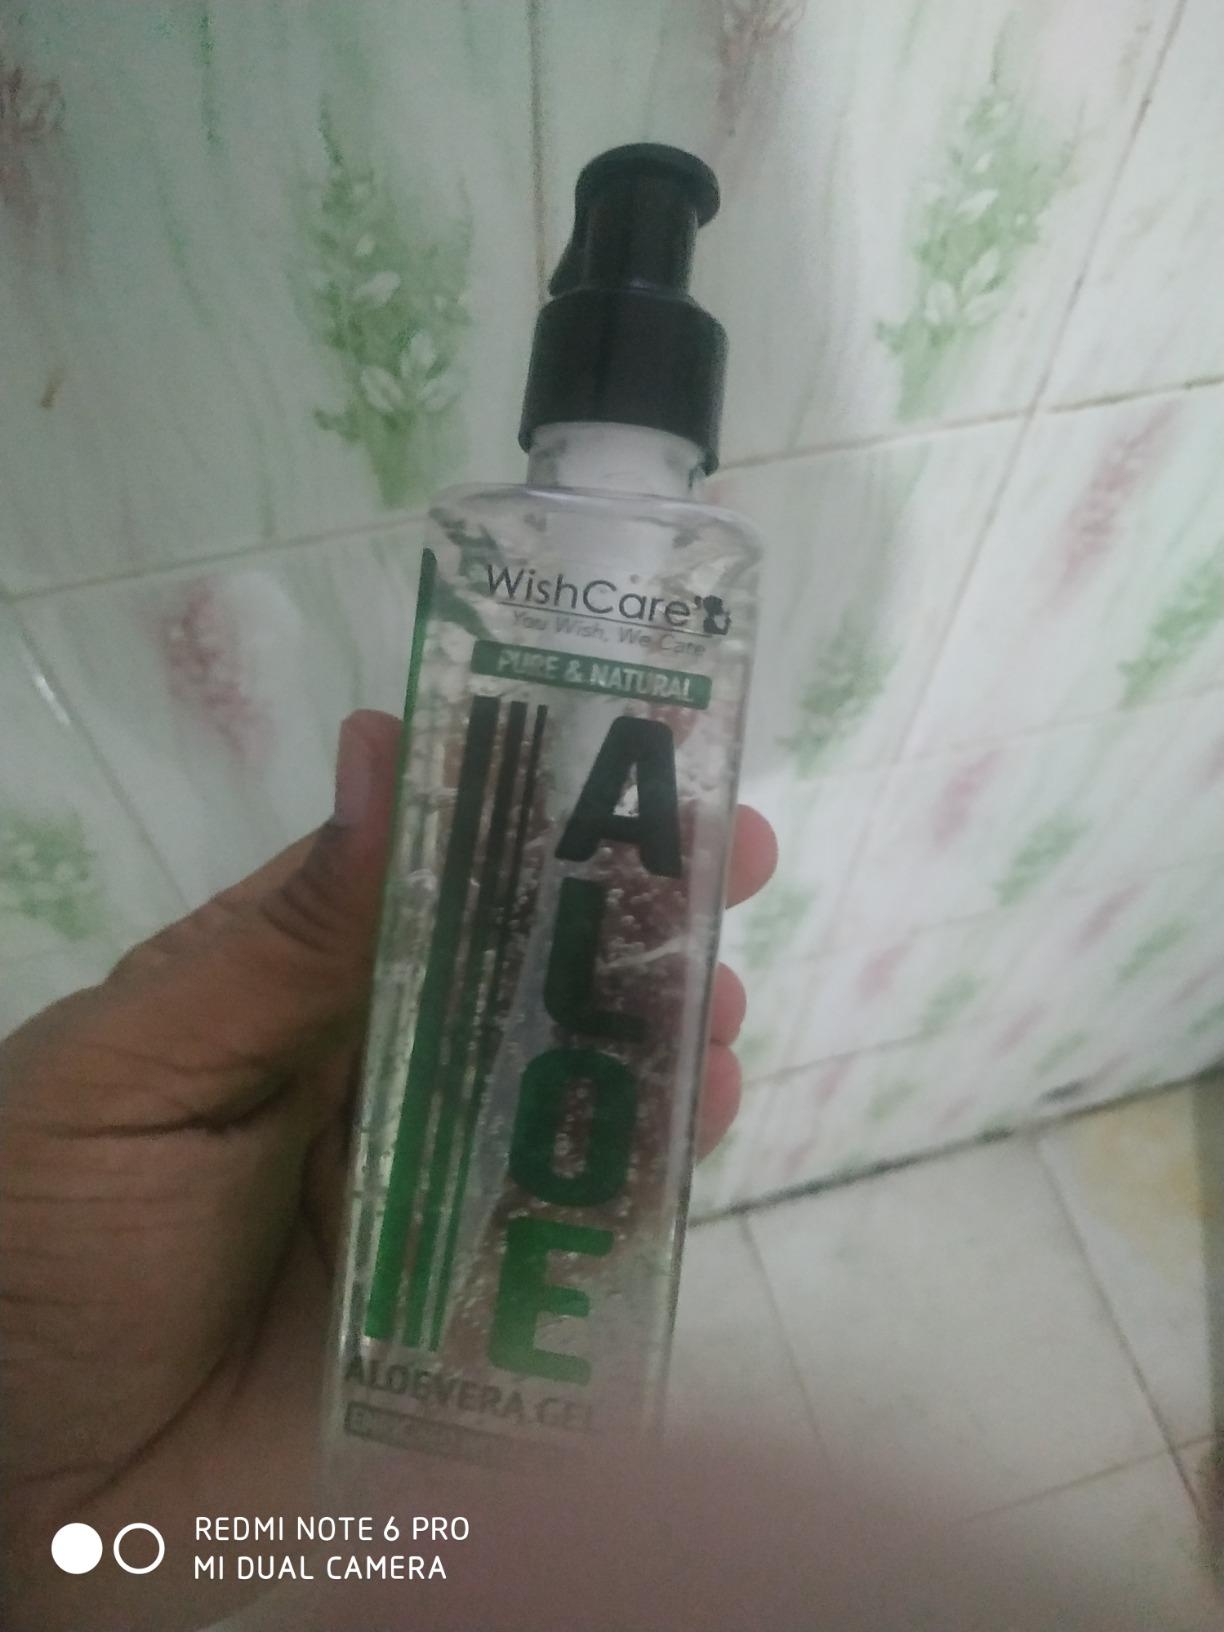 WishCare
You Wish, We Care
PURE & NATURAL
ALOE
ALOEVERA GEL
REDMI NOTE 6 PRO
MI DUAL CAMERA